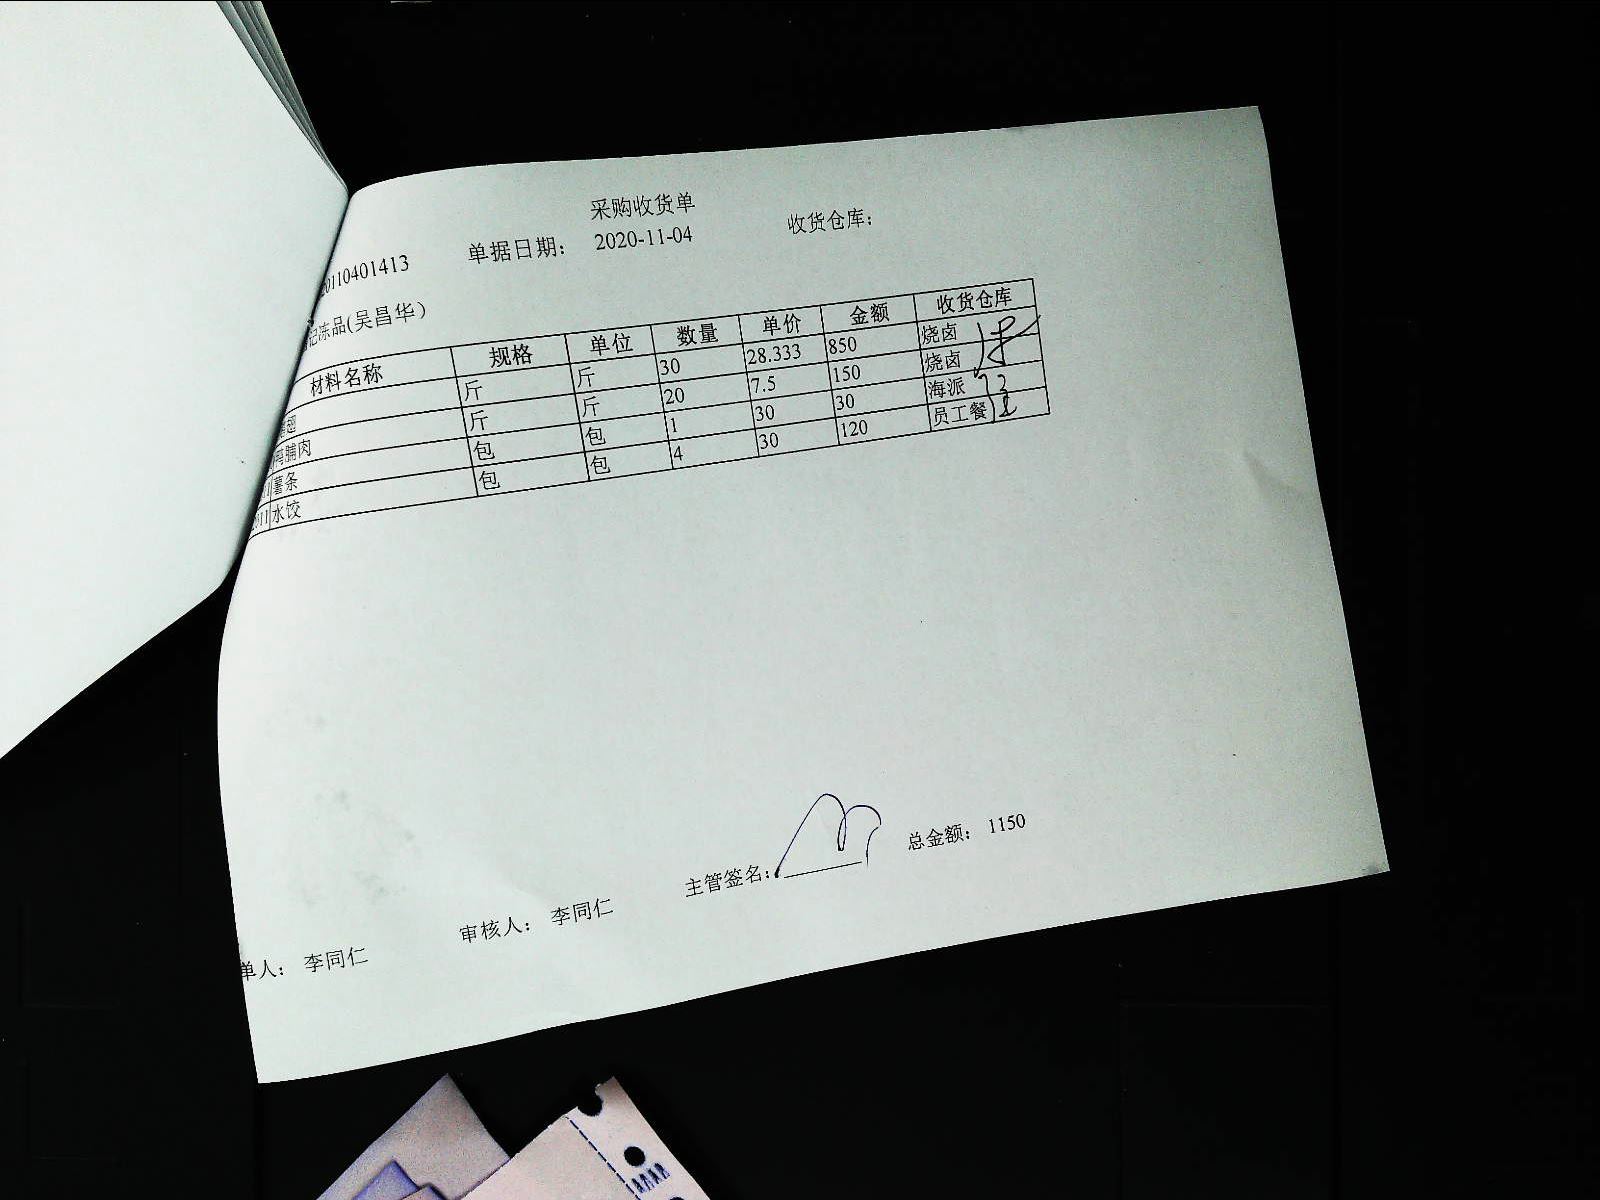 采购收货单
0110401413 单据日期: 2020-11-04 收货仓库:
记冻品(吴昌华)
材料名称 规格 单位 数量 单价 金额 收货仓库
翅 斤 斤 30 28.333 850 烧卤
脯肉 斤 斤 20 7.5 150 烧卤
薯条 包 包 1 30 30 海派
2011 水饺 包 包 4 30 120 员工餐
主管签名: 总金额: 1150
单人: 李同仁 审核人: 李同仁